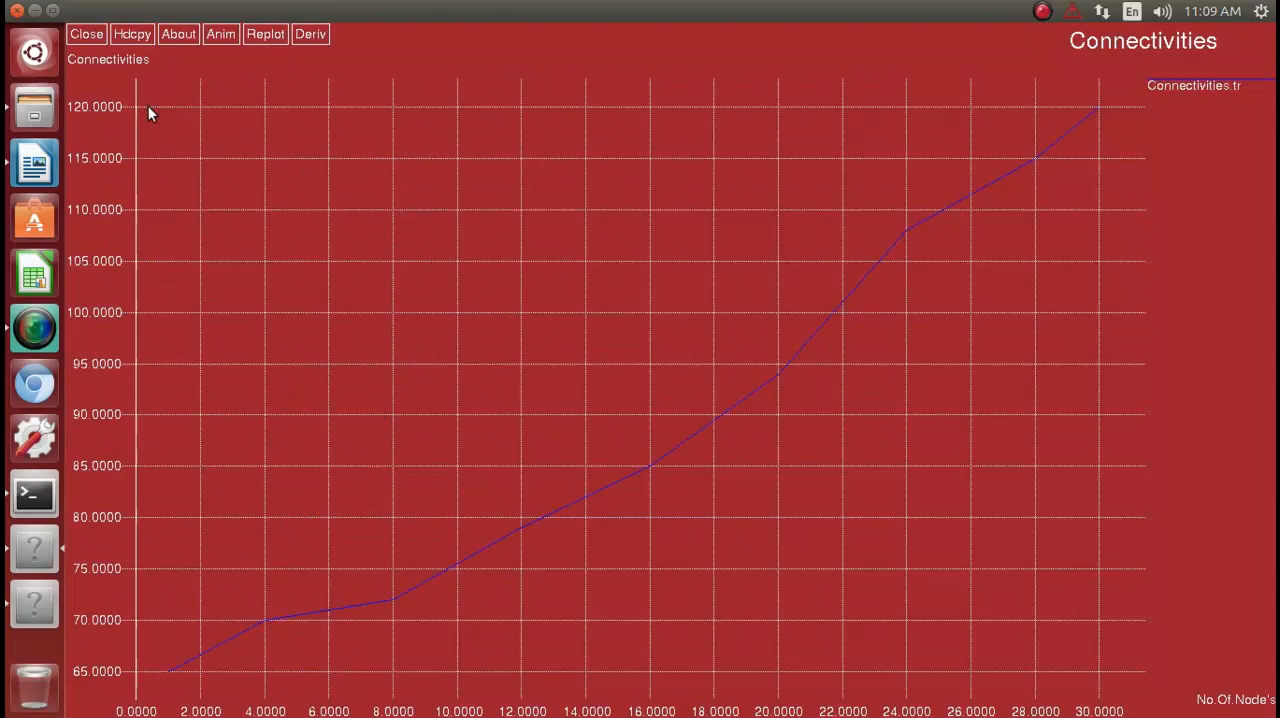 En 11:09 AM
Close Hdcpy About Anim Replot Deriv
Connectivities
Connectivities
Connectivities.tr
120.0000
115.0000
110.0000
105.0000
100.0000
95.0000
90.0000
85.0000
80.0000
75.0000
70.0000
65.0000
No.Of.Node's
0.0000 2.0000 4.0000 6.0000 8.0000 10.0000 12.0000 14.0000 16.0000 18.0000 20.0000 22.0000 24.0000 26.0000 28.0000 30.0000